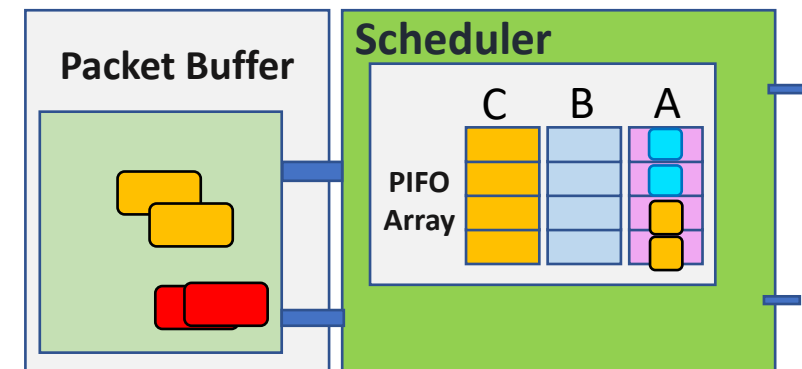 Packet Buffer
Scheduler
C B A
PIFO
Array